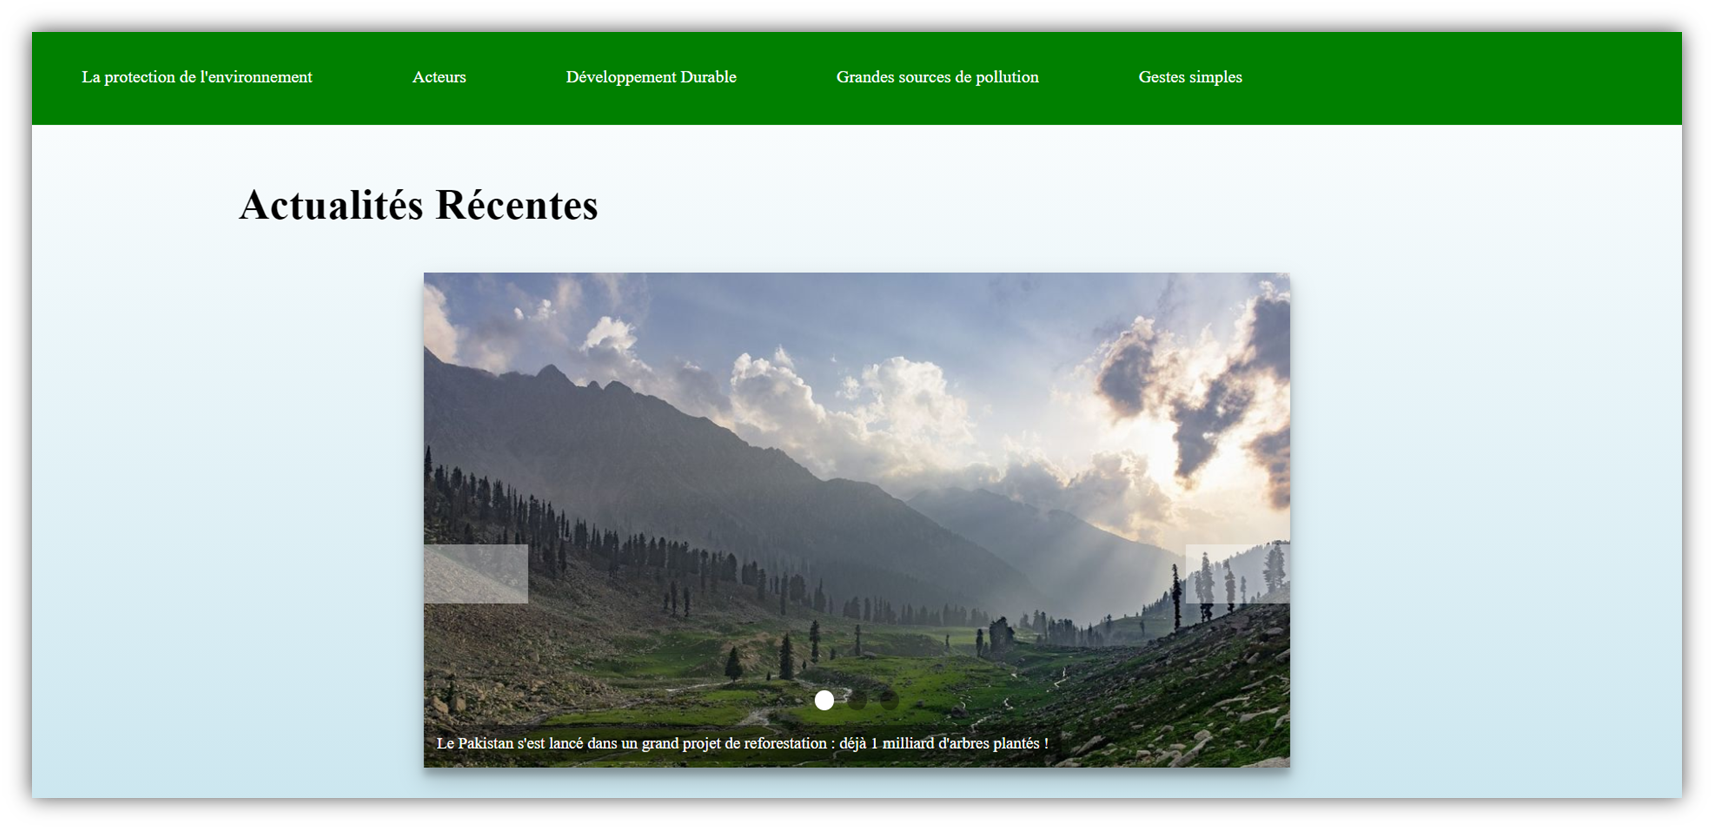 La protection de l'environnement Acteurs Développement Durable Grandes sources de pollution Gestes simples
Actualités Récentes
Le Pakistan s'est lancé dans un grand projet de reforestation : déjà 1 milliard d'arbres plantés !